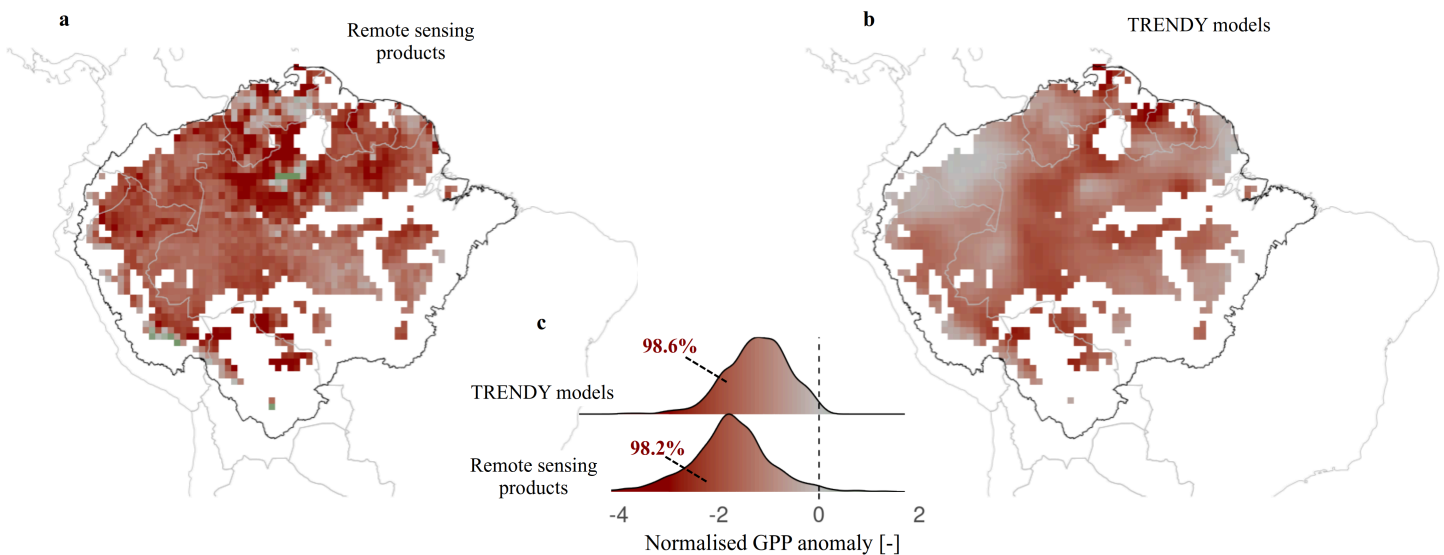 a
Remote sensing
products
b
TRENDY models
c
98.6%
TRENDY models
98.2%
Remote sensing
products
-4 -2 0 2
Normalised GPP anomaly [-]